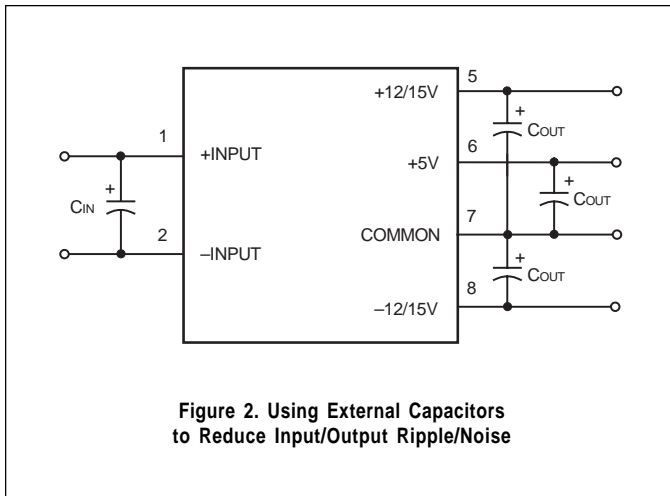 5
+12/15V
+
COUT
1
6
+INPUT
+5V
+
+
CIN
COUT
7
2
COMMON
–INPUT
+
COUT
8
–12/15V
Figure 2. Using External Capacitors
to Reduce Input/Output Ripple/Noise